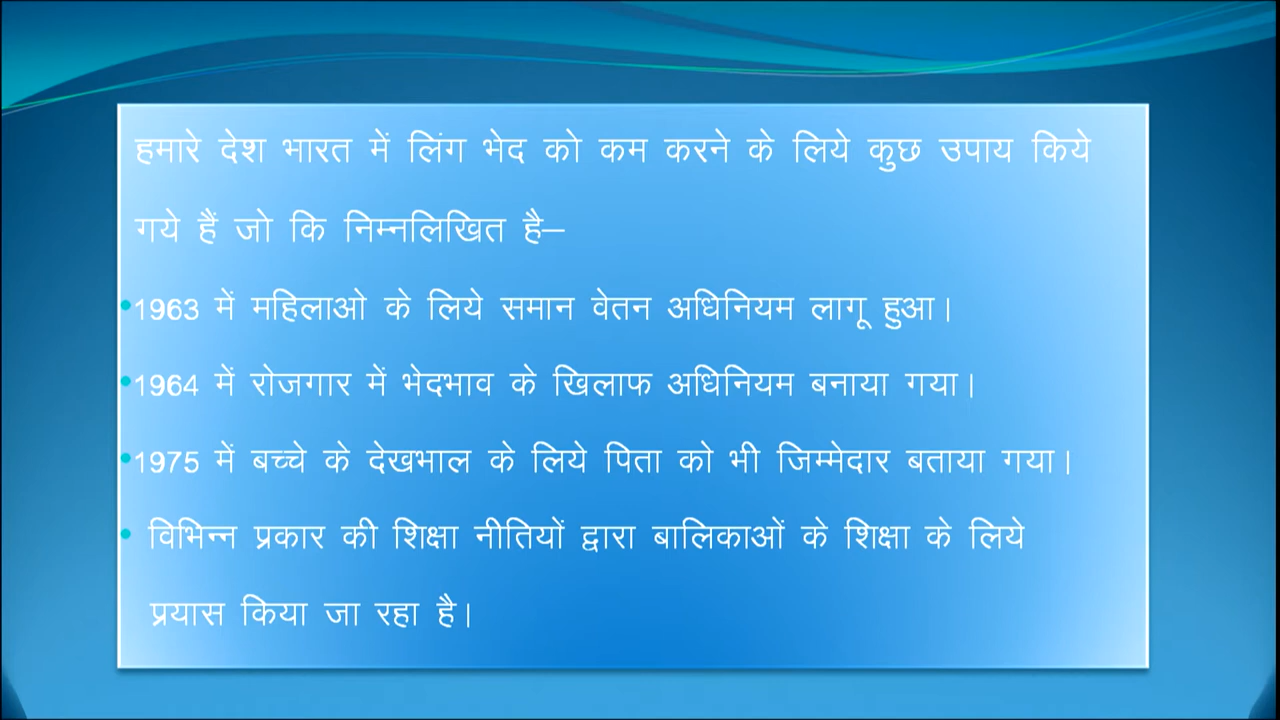 हमारे देश भारत में लिंग भेद को कम करने के लिये कुछ उपाय किये
गये हैं जो कि निम्नलिखित है–
•1963 में महिलाओ के लिये समान वेतन अधिनियम लागू हुआ।
•1964 में रोजगार में भेदभाव के खिलाफ अधिनियम बनाया गया।
•1975 में बच्चे के देखभाल के लिये पिता को भी जिम्मेदार बताया गया।
• विभिन्न प्रकार की शिक्षा नीतियों द्वारा बालिकाओं के शिक्षा के लिये
प्रयास किया जा रहा है।